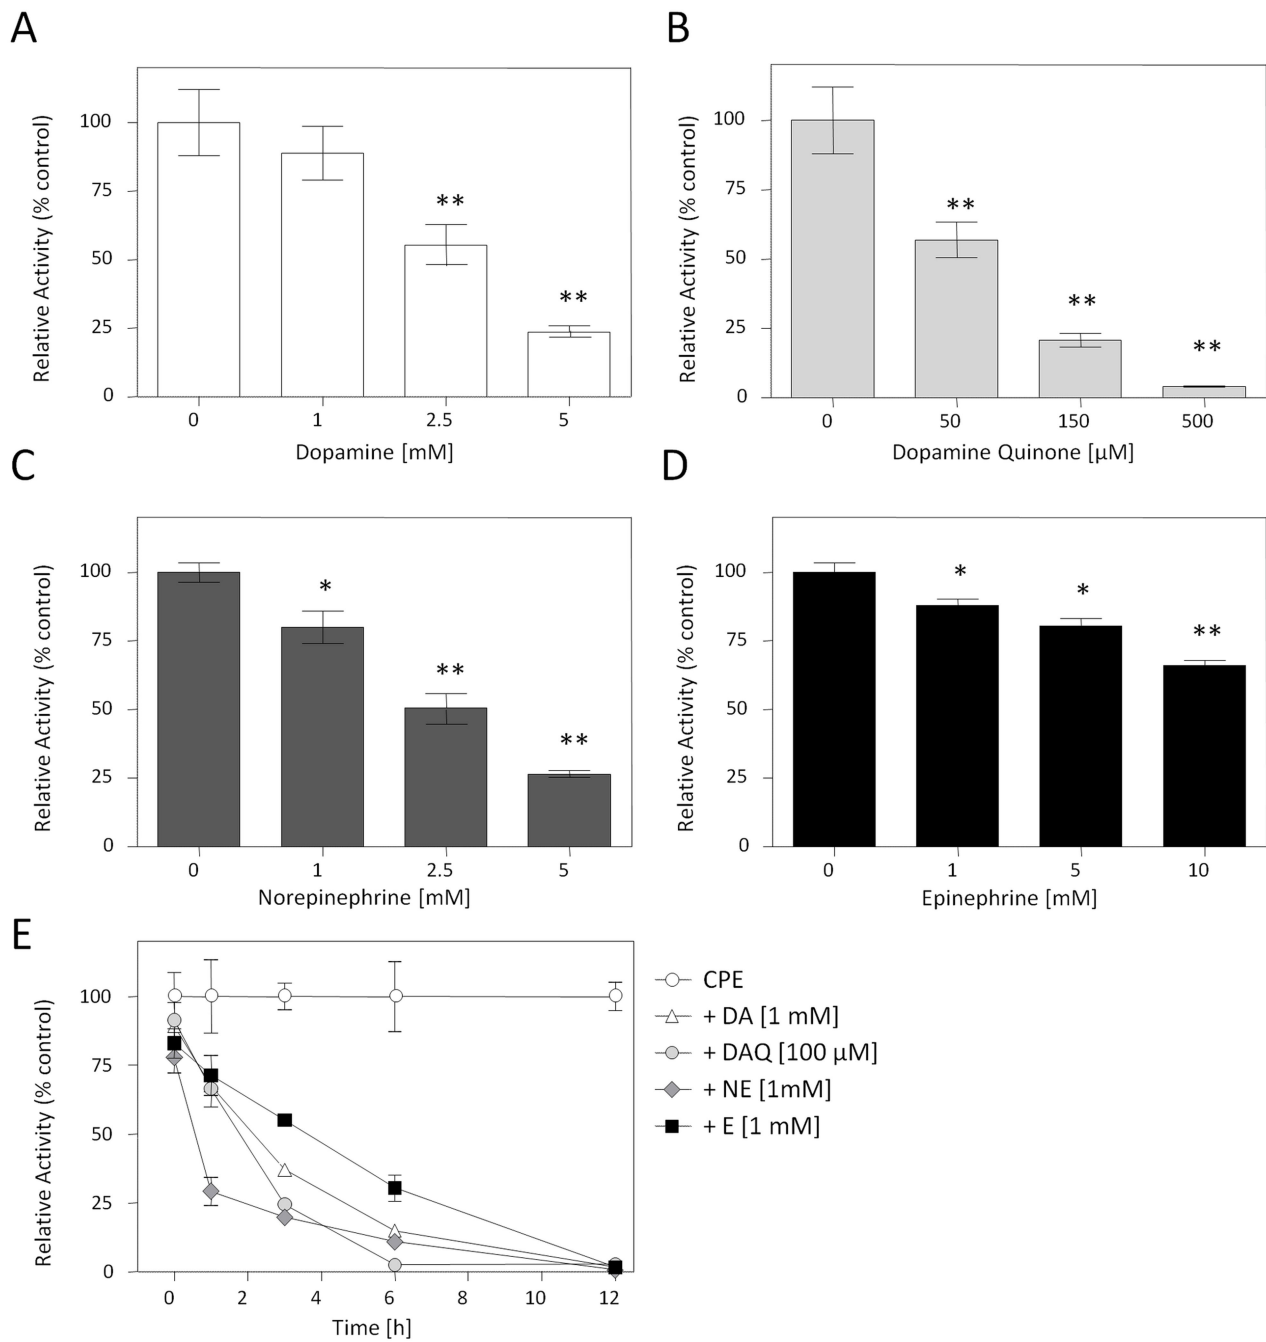 A
Relative Activity (% control)
100
75
50
25
0
**
**
0 1 2.5 5
Dopamine [mM]
B
Relative Activity (% control)
100
75
50
25
0
**
**
**
0 50 150 500
Dopamine Quinone [µM]
C
Relative Activity (% control)
100
75
50
25
0
*
**
**
0 1 2.5 5
Norepinephrine [mM]
D
Relative Activity (% control)
100
75
50
25
0
*
*
**
0 1 5 10
Epinephrine [mM]
E
Relative Activity (% control)
100
75
50
25
0
0 2 4 6 8 10 12
Time [h]
CPE
+ DA [1 mM]
+ DAQ [100 µM]
+ NE [1mM]
+ E [1 mM]